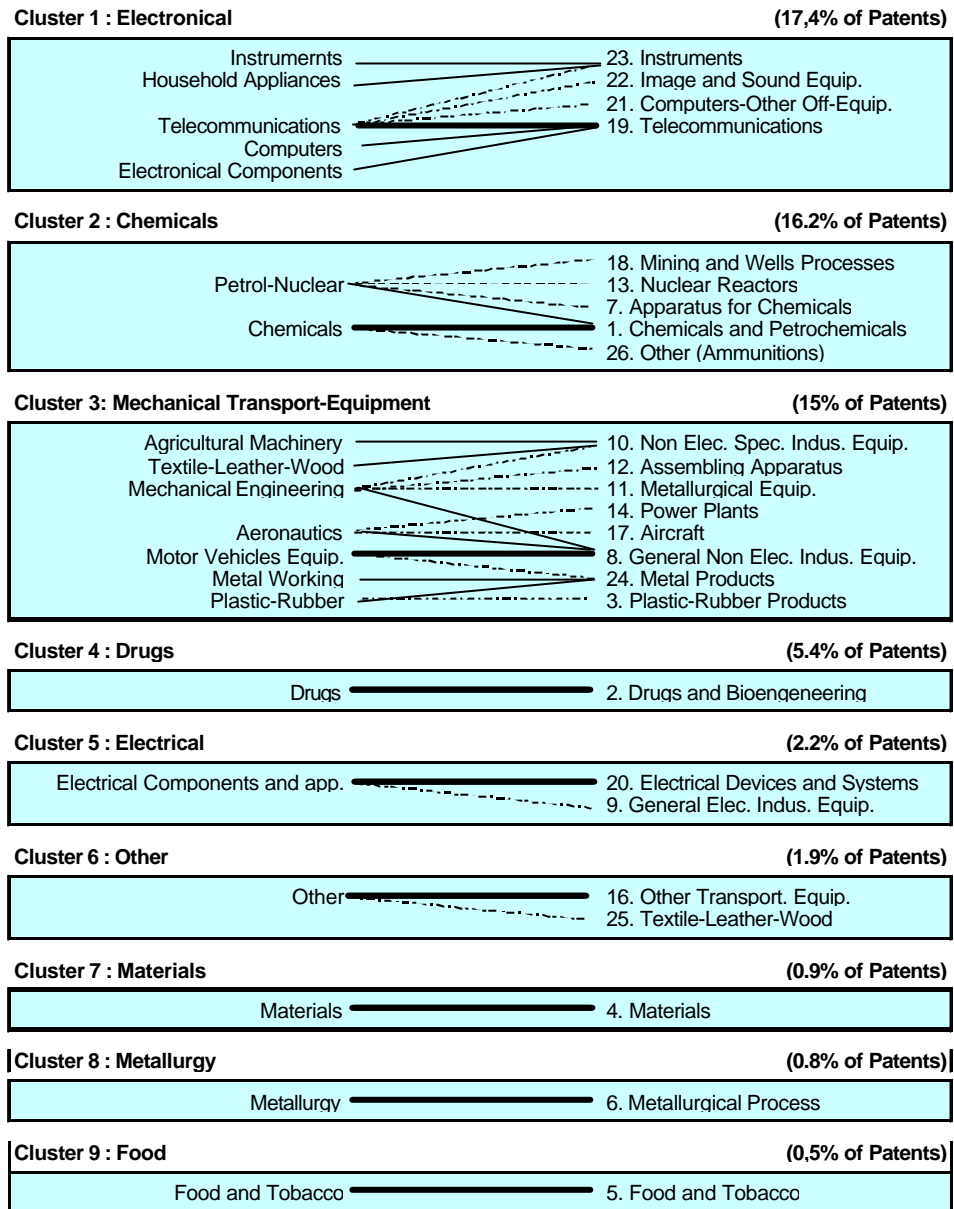 Cluster 1 : Electronical (17,4% of Patents)
Instrumernts 23. Instruments
Household Appliances 22. Image and Sound Equip.
21. Computers-Other Off-Equip.
Telecommunications 19. Telecommunications
Computers
Electronical Components
Cluster 2 : Chemicals (16.2% of Patents)
18. Mining and Wells Processes
Petrol-Nuclear 13. Nuclear Reactors
7. Apparatus for Chemicals
Chemicals 1. Chemicals and Petrochemicals
26. Other (Ammunitions)
Cluster 3: Mechanical Transport-Equipment (15% of Patents)
Agricultural Machinery 10. Non Elec. Spec. Indus. Equip.
Textile-Leather-Wood 12. Assembling Apparatus
Mechanical Engineering 11. Metallurgical Equip.
14. Power Plants
Aeronautics 17. Aircraft
Motor Vehicles Equip. 8. General Non Elec. Indus. Equip.
Metal Working 24. Metal Products
Plastic-Rubber 3. Plastic-Rubber Products
Cluster 4 : Drugs (5.4% of Patents)
Drugs 2. Drugs and Bioengeneering
Cluster 5 : Electrical (2.2% of Patents)
Electrical Components and app. 20. Electrical Devices and Systems
9. General Elec. Indus. Equip.
Cluster 6 : Other (1.9% of Patents)
Other 16. Other Transport. Equip.
25. Textile-Leather-Wood
Cluster 7 : Materials (0.9% of Patents)
Materials 4. Materials
Cluster 8 : Metallurgy (0.8% of Patents)
Metallurgy 6. Metallurgical Process
Cluster 9 : Food (0,5% of Patents)
Food and Tobacco 5. Food and Tobacco